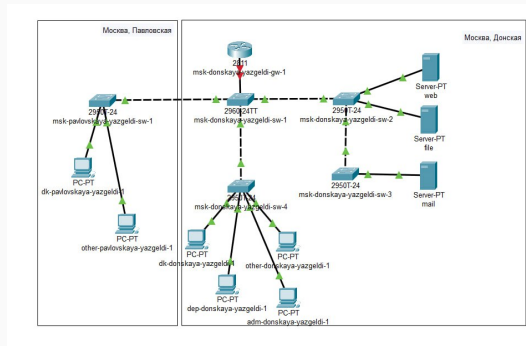 Москва, Павловская
Москва, Донская
2811
msk-donskaya-yazgeldi-gw-1
2950T-24
msk-pavlovskaya-yazgeldi-sw-1
2960-24TT
msk-donskaya-yazgeldi-sw-1
2950T-24
msk-donskaya-yazgeldi-sw-2
Server-PT
web
Server-PT
file
2950T-24
msk-donskaya-yazgeldi-sw-3
Server-PT
mail
2950T-24
msk-donskaya-yazgeldi-sw-4
PC-PT
dk-pavlovskaya-yazgeldi-1
PC-PT
other-pavlovskaya-yazgeldi-1
PC-PT
dk-donskaya-yazgeldi-1
PC-PT
other-donskaya-yazgeldi-1
PC-PT
dep-donskaya-yazgeldi-1
PC-PT
adm-donskaya-yazgeldi-1